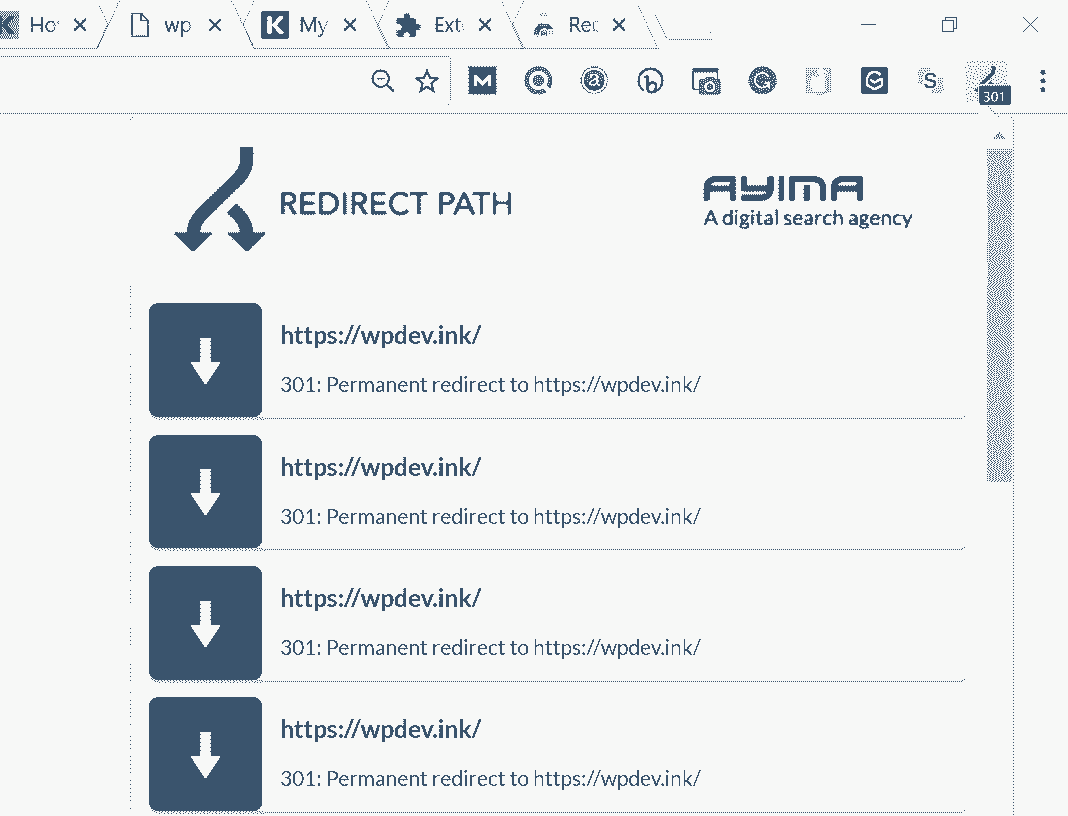 Ho
wp
My
Ext
Rec
301
REDIRECT PATH
AYIMA
A digital search agency
https://wpdev.ink/
301: Permanent redirect to https://wpdev.ink/
https://wpdev.ink/
301: Permanent redirect to https://wpdev.ink/
https://wpdev.ink/
301: Permanent redirect to https://wpdev.ink/
https://wpdev.ink/
301: Permanent redirect to https://wpdev.ink/